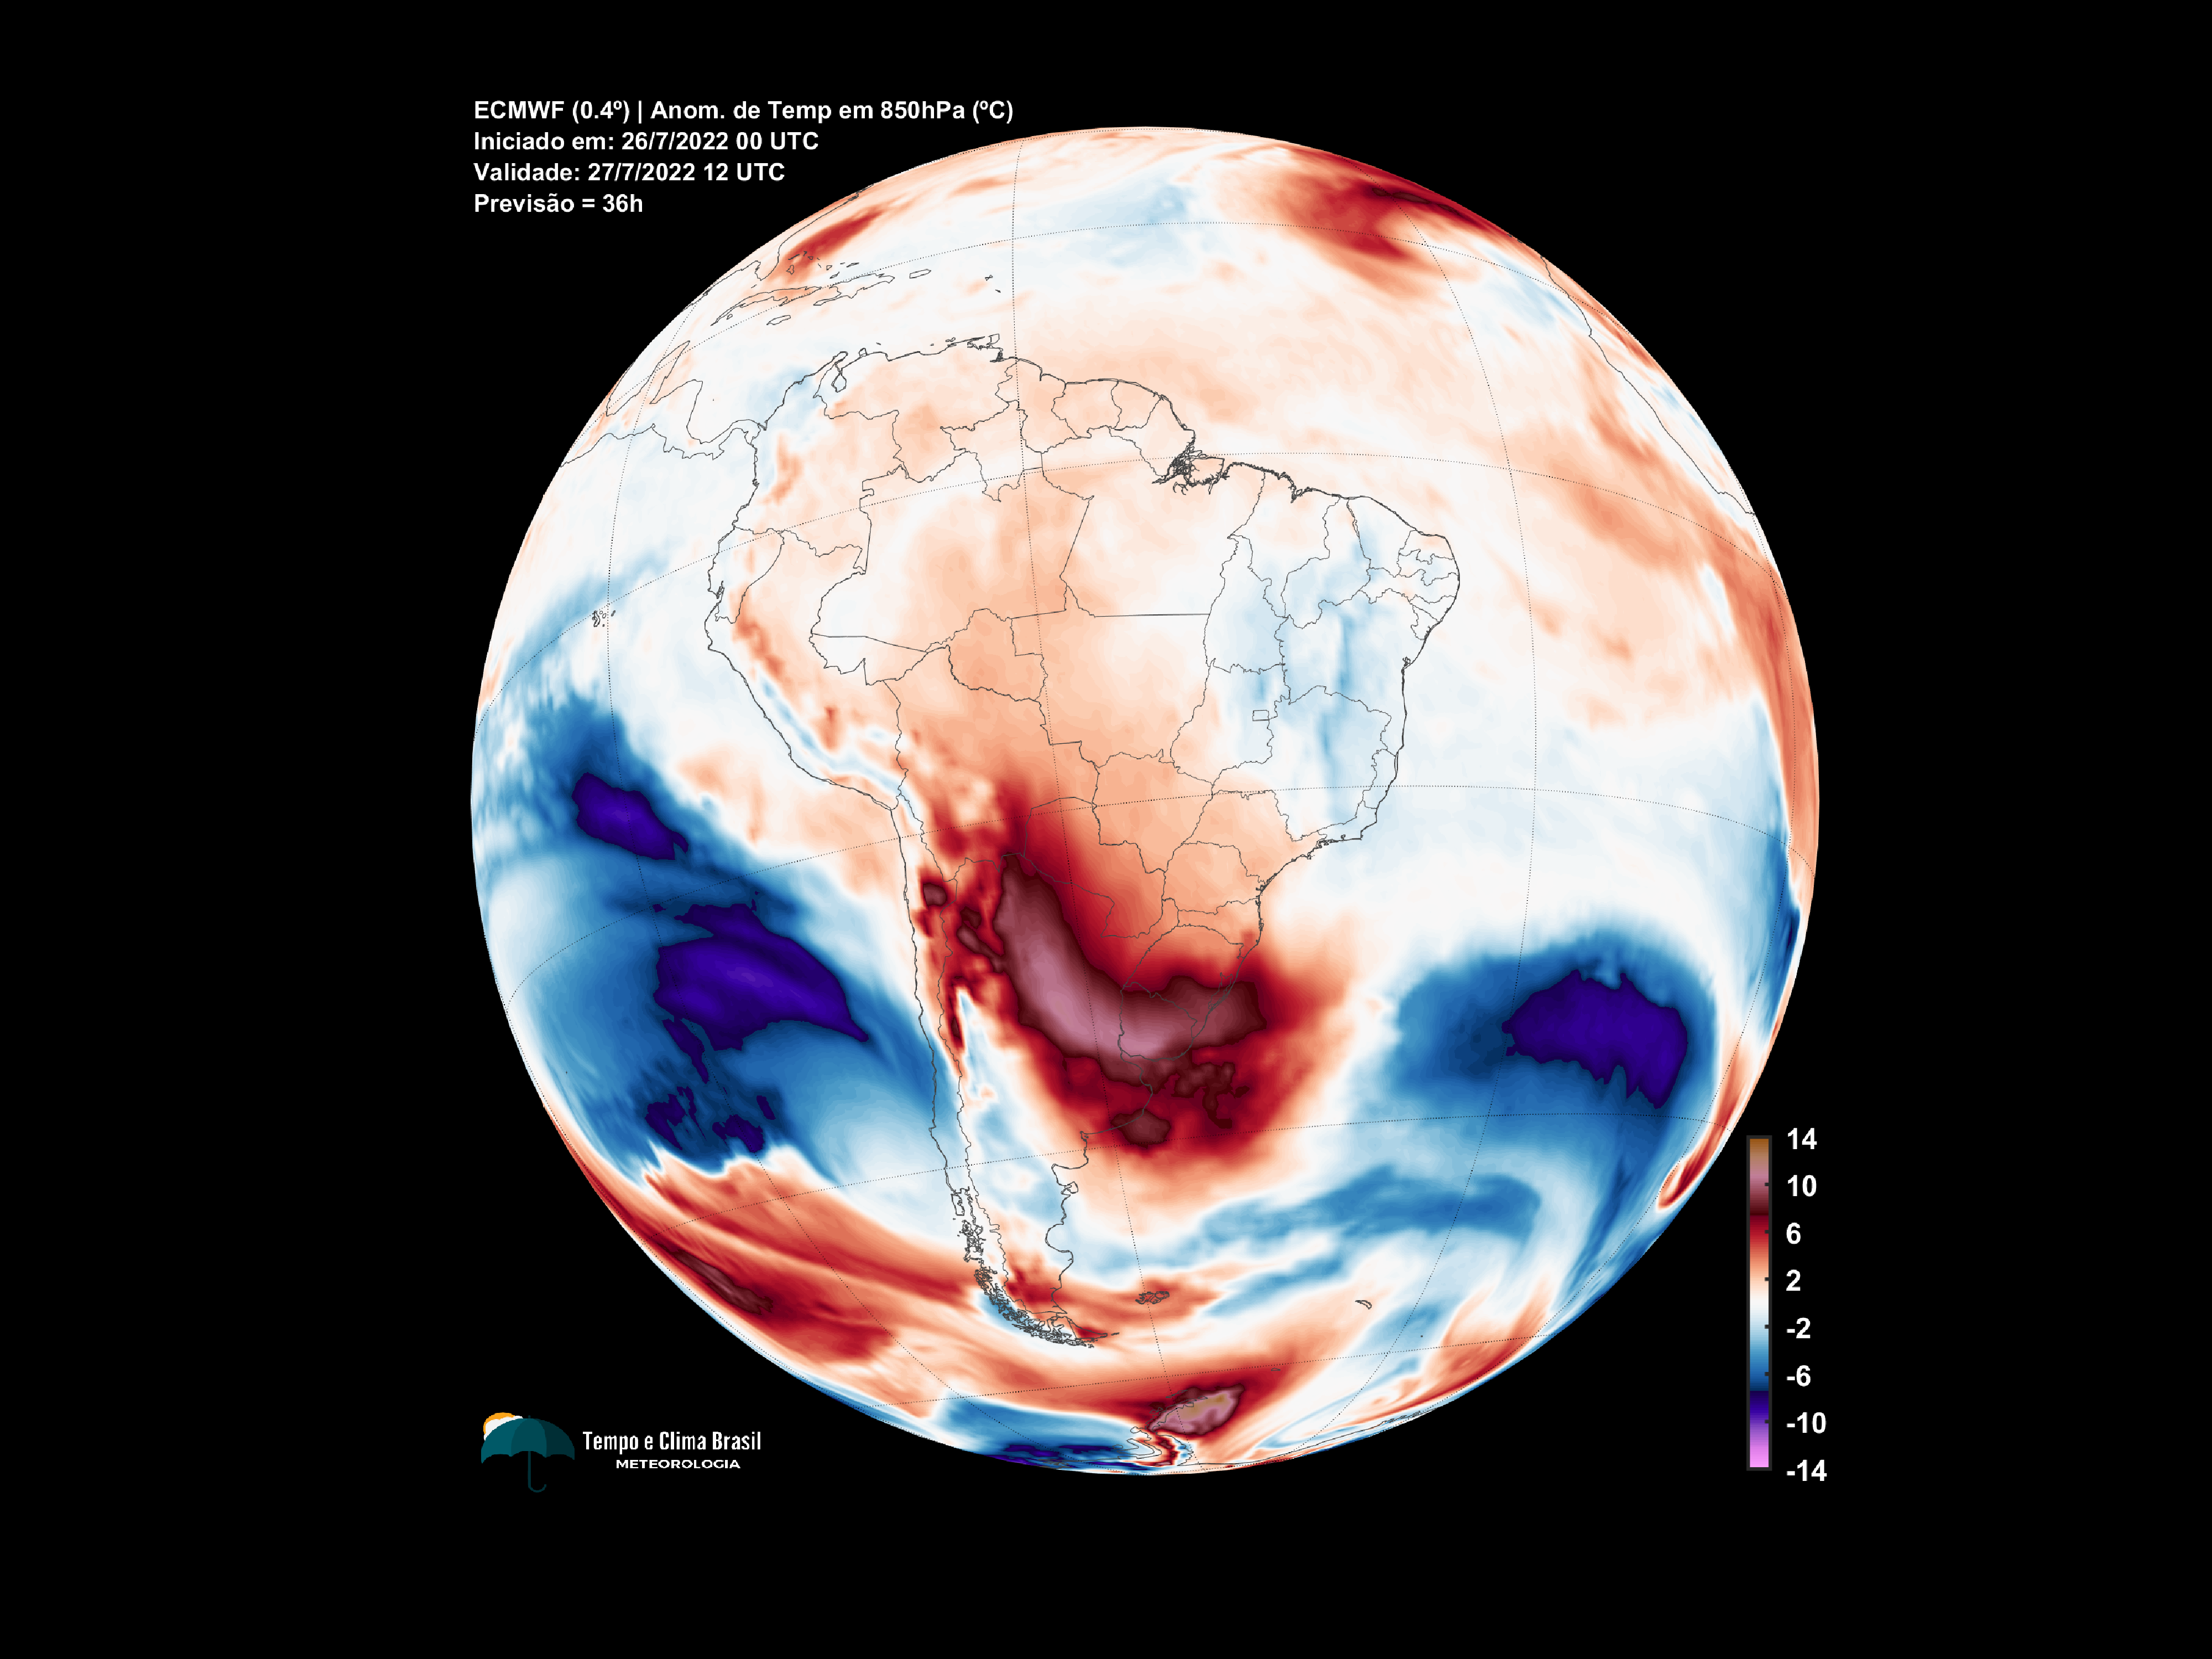 ECMWF (0.4º) | Anom. de Temp em 850hPa (ºC)
Iniciado em: 26/7/2022 00 UTC
Validade: 27/7/2022 12 UTC
Previsão = 36h
14
10
6
2
-2
-6
-10
-14
Tempo e Clima Brasil
METEOROLOGIA